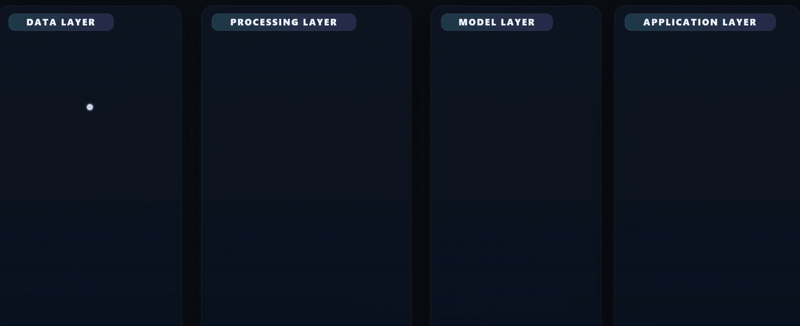 DATA LAYER
PROCESSING LAYER
MODEL LAYER
APPLICATION LAYER